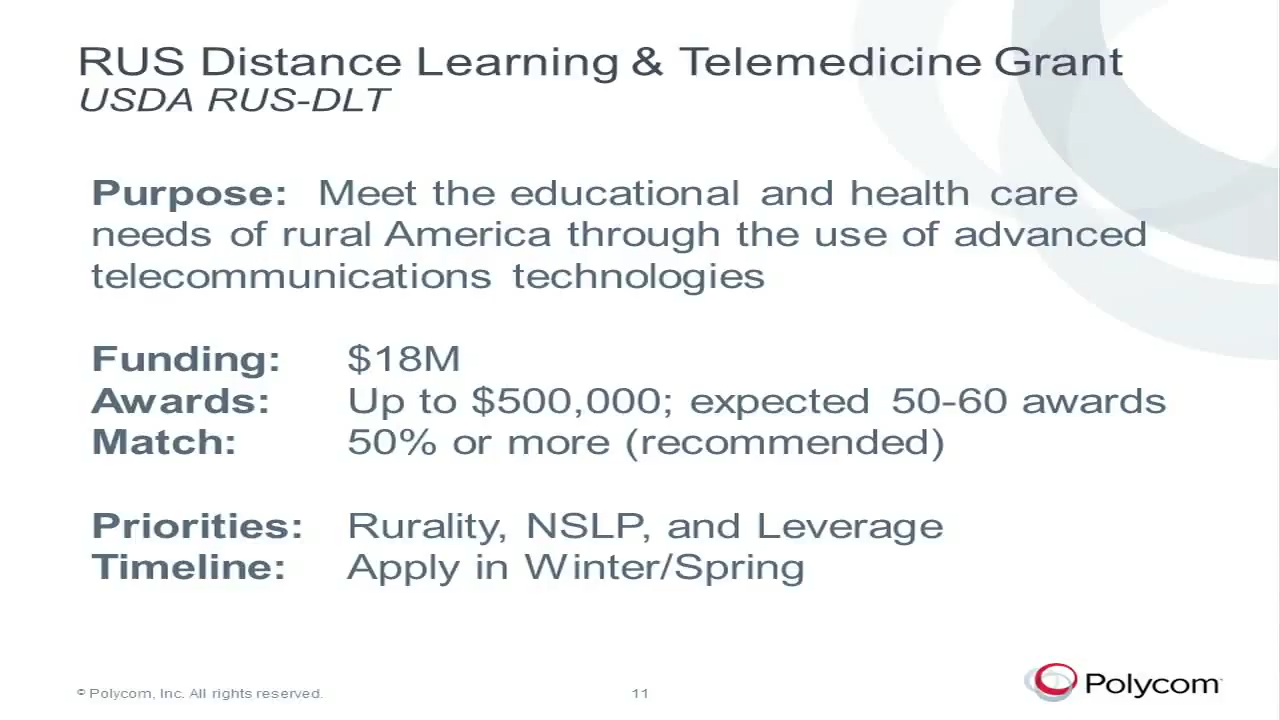 RUS Distance Learning & Telemedicine Grant
USDA RUS-DLT
Purpose: Meet the educational and health care
needs of rural America through the use of advanced
telecommunications technologies
Funding: $18M
Awards: Up to $500,000; expected 50-60 awards
Match: 50% or more (recommended)
Priorities: Rurality, NSLP, and Leverage
Timeline: Apply in Winter/Spring
© Polycom, Inc. All rights reserved.
11
Polycom